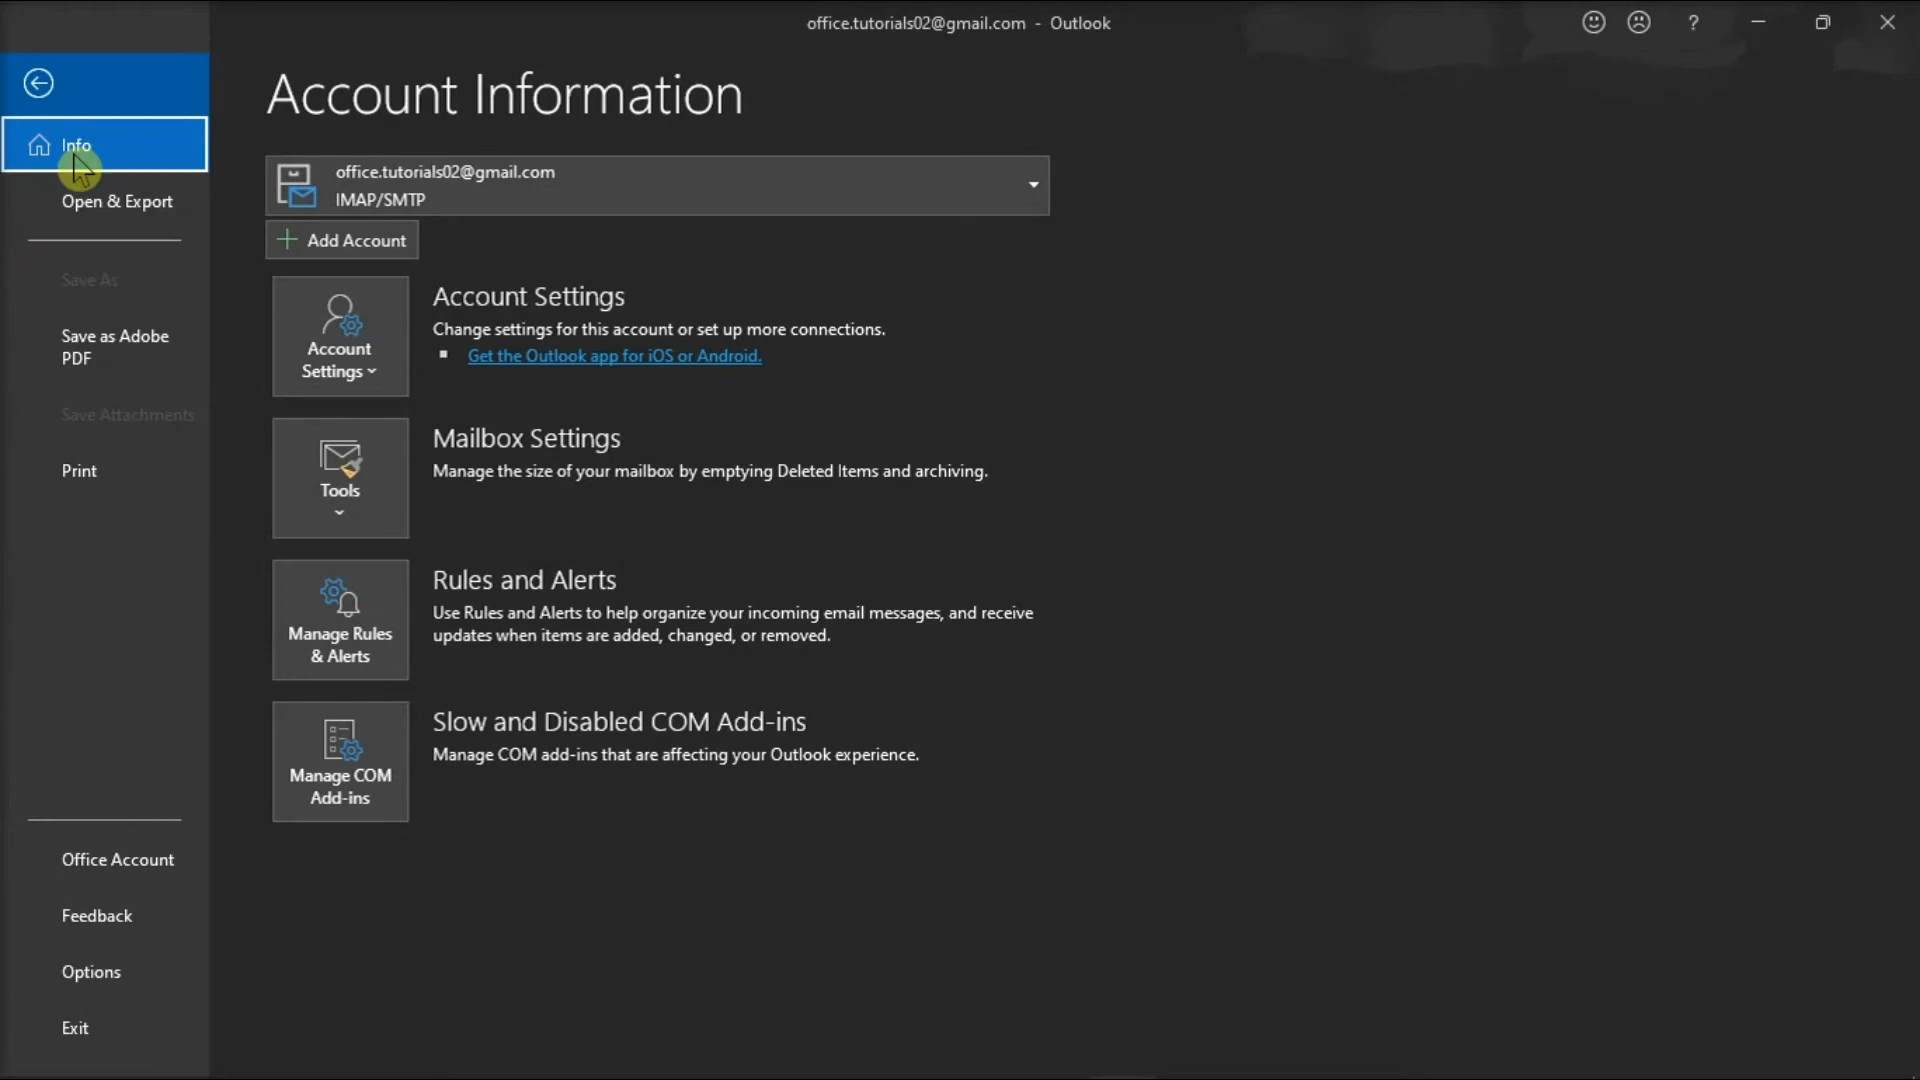 office.tutorials02@gmail.com - Outlook
?
Info
Open & Export
Save As
Save as Adobe
PDF
Save Attachments
Print
Office Account
Feedback
Options
Exit
Account Information
office.tutorials02@gmail.com
IMAP/SMTP
Add Account
Account
Settings
Account Settings
Change settings for this account or set up more connections.
Get the Outlook app for iOS or Android.
Tools
Mailbox Settings
Manage the size of your mailbox by emptying Deleted Items and archiving.
Manage Rules
& Alerts
Rules and Alerts
Use Rules and Alerts to help organize your incoming email messages, and receive
updates when items are added, changed, or removed.
Manage COM
Add-ins
Slow and Disabled COM Add-ins
Manage COM add-ins that are affecting your Outlook experience.